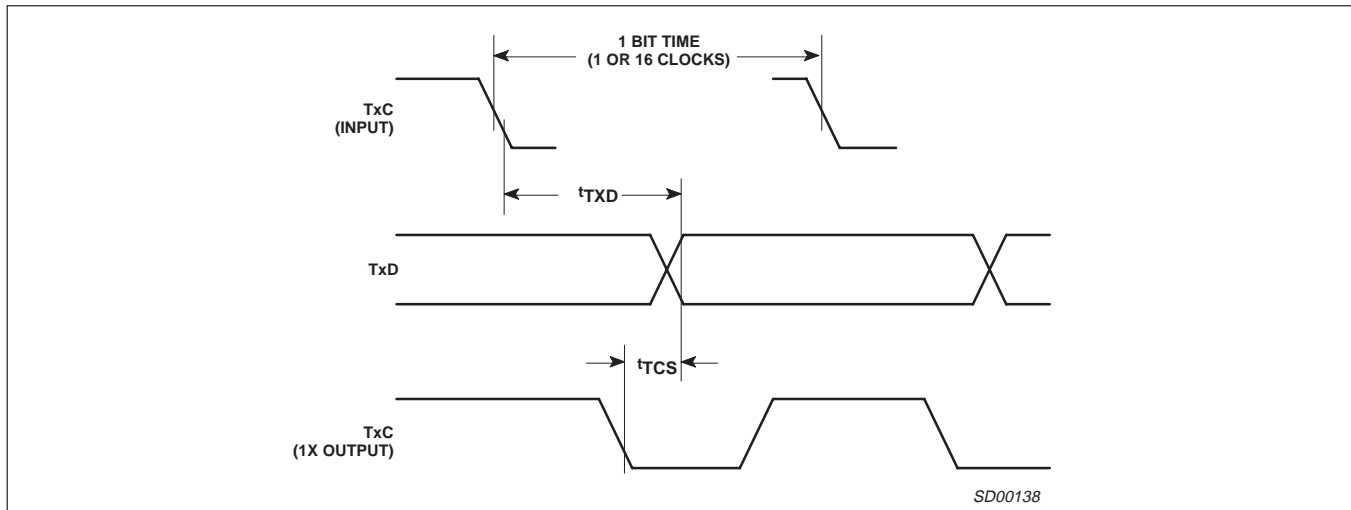 1 BIT TIME
(1 OR 16 CLOCKS)
TxC
(INPUT)
tTXD
TxD
tTCS
TxC
(1X OUTPUT)
SD00138